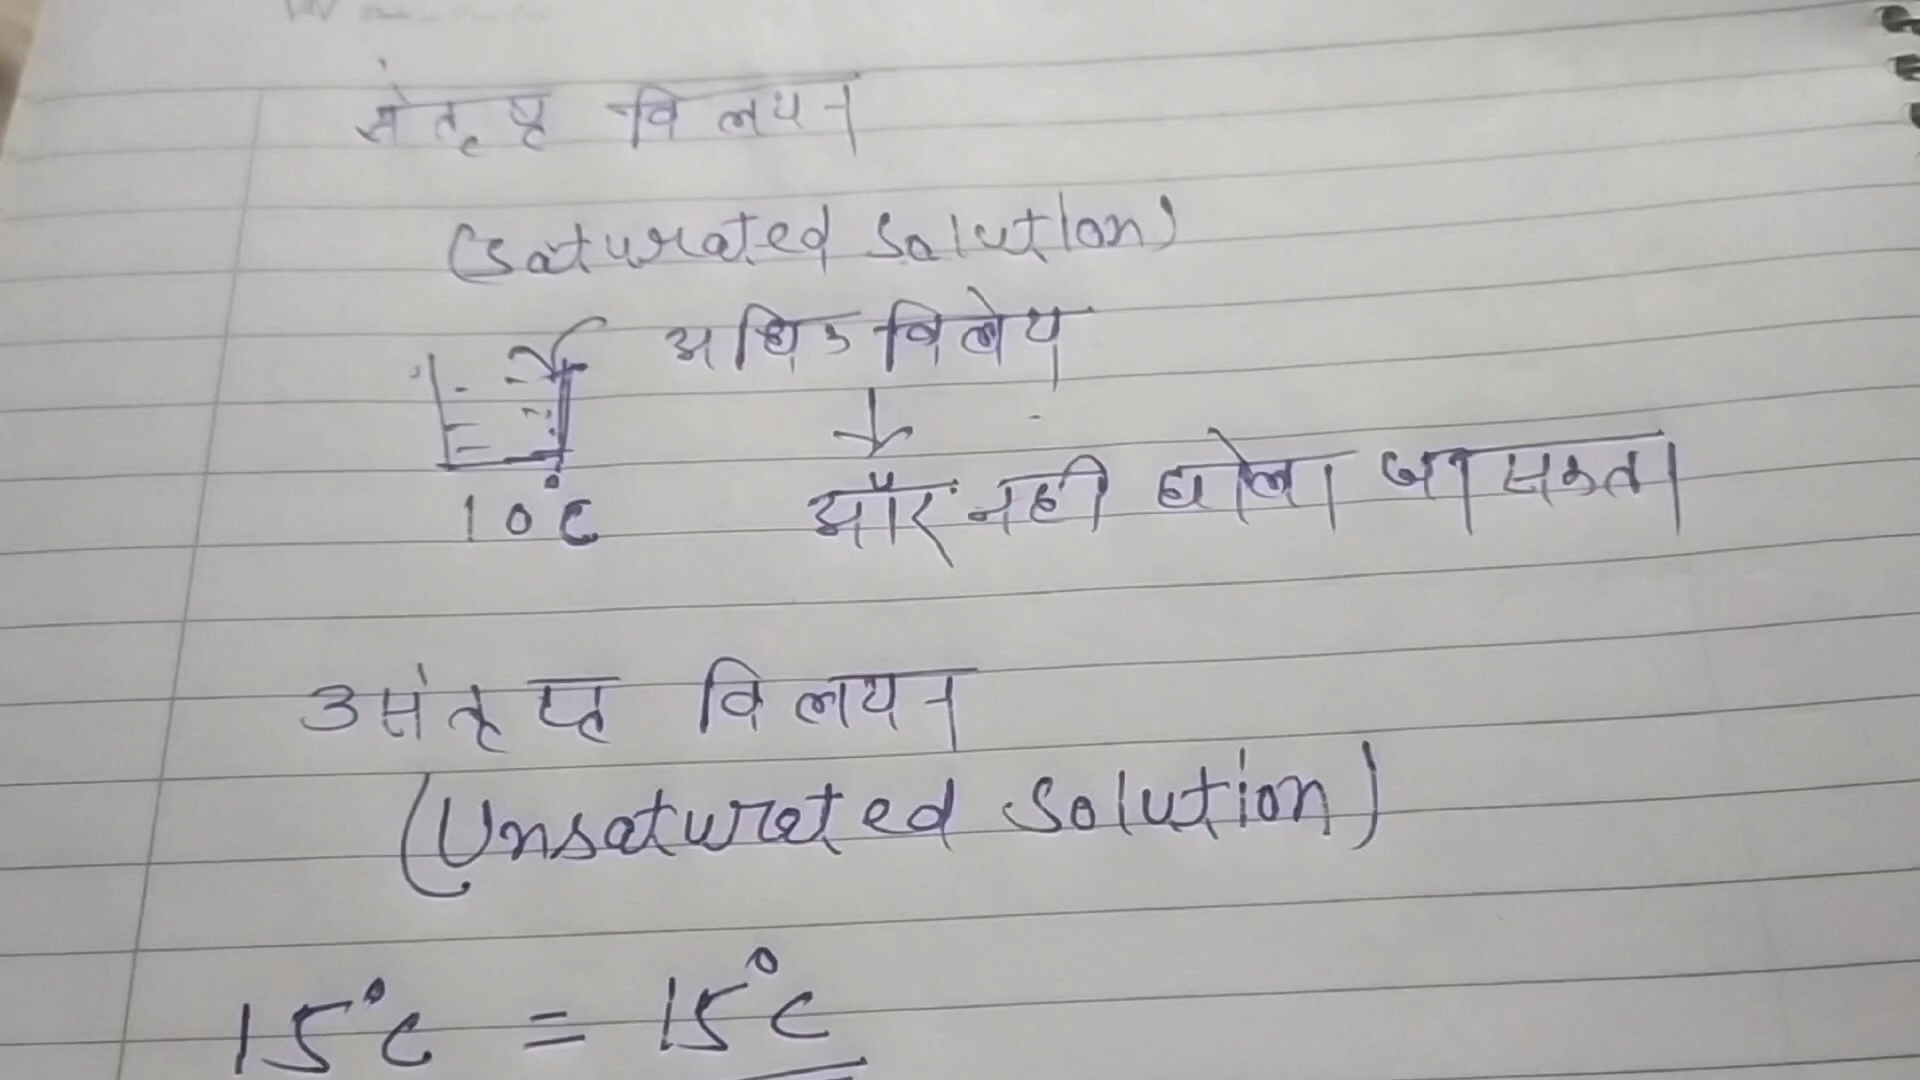 संतृप्त विलयन
(Saturated Solution)
अधिक विलेय
10°C
और नही घोला जा सकता
असंतृप्त विलयन
(Unsaturated Solution)
15°C = 15°C